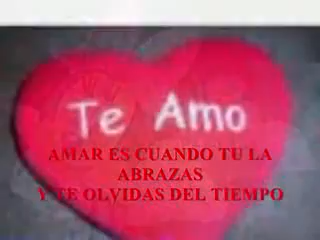 Te Amo
AMAR ES CUANDO TU LA
ABRAZAS
Y TE OLVIDAS DEL TIEMPO